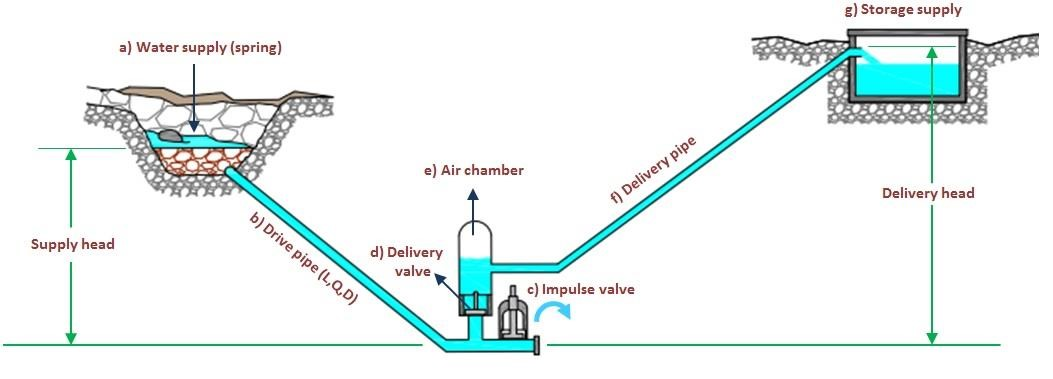 g) Storage supply
a) Water supply (spring)
e) Air chamber
f) Delivery pipe
Delivery head
Supply head
b) Drive pipe (L,Q,D)
d) Delivery
valve
c) Impulse valve